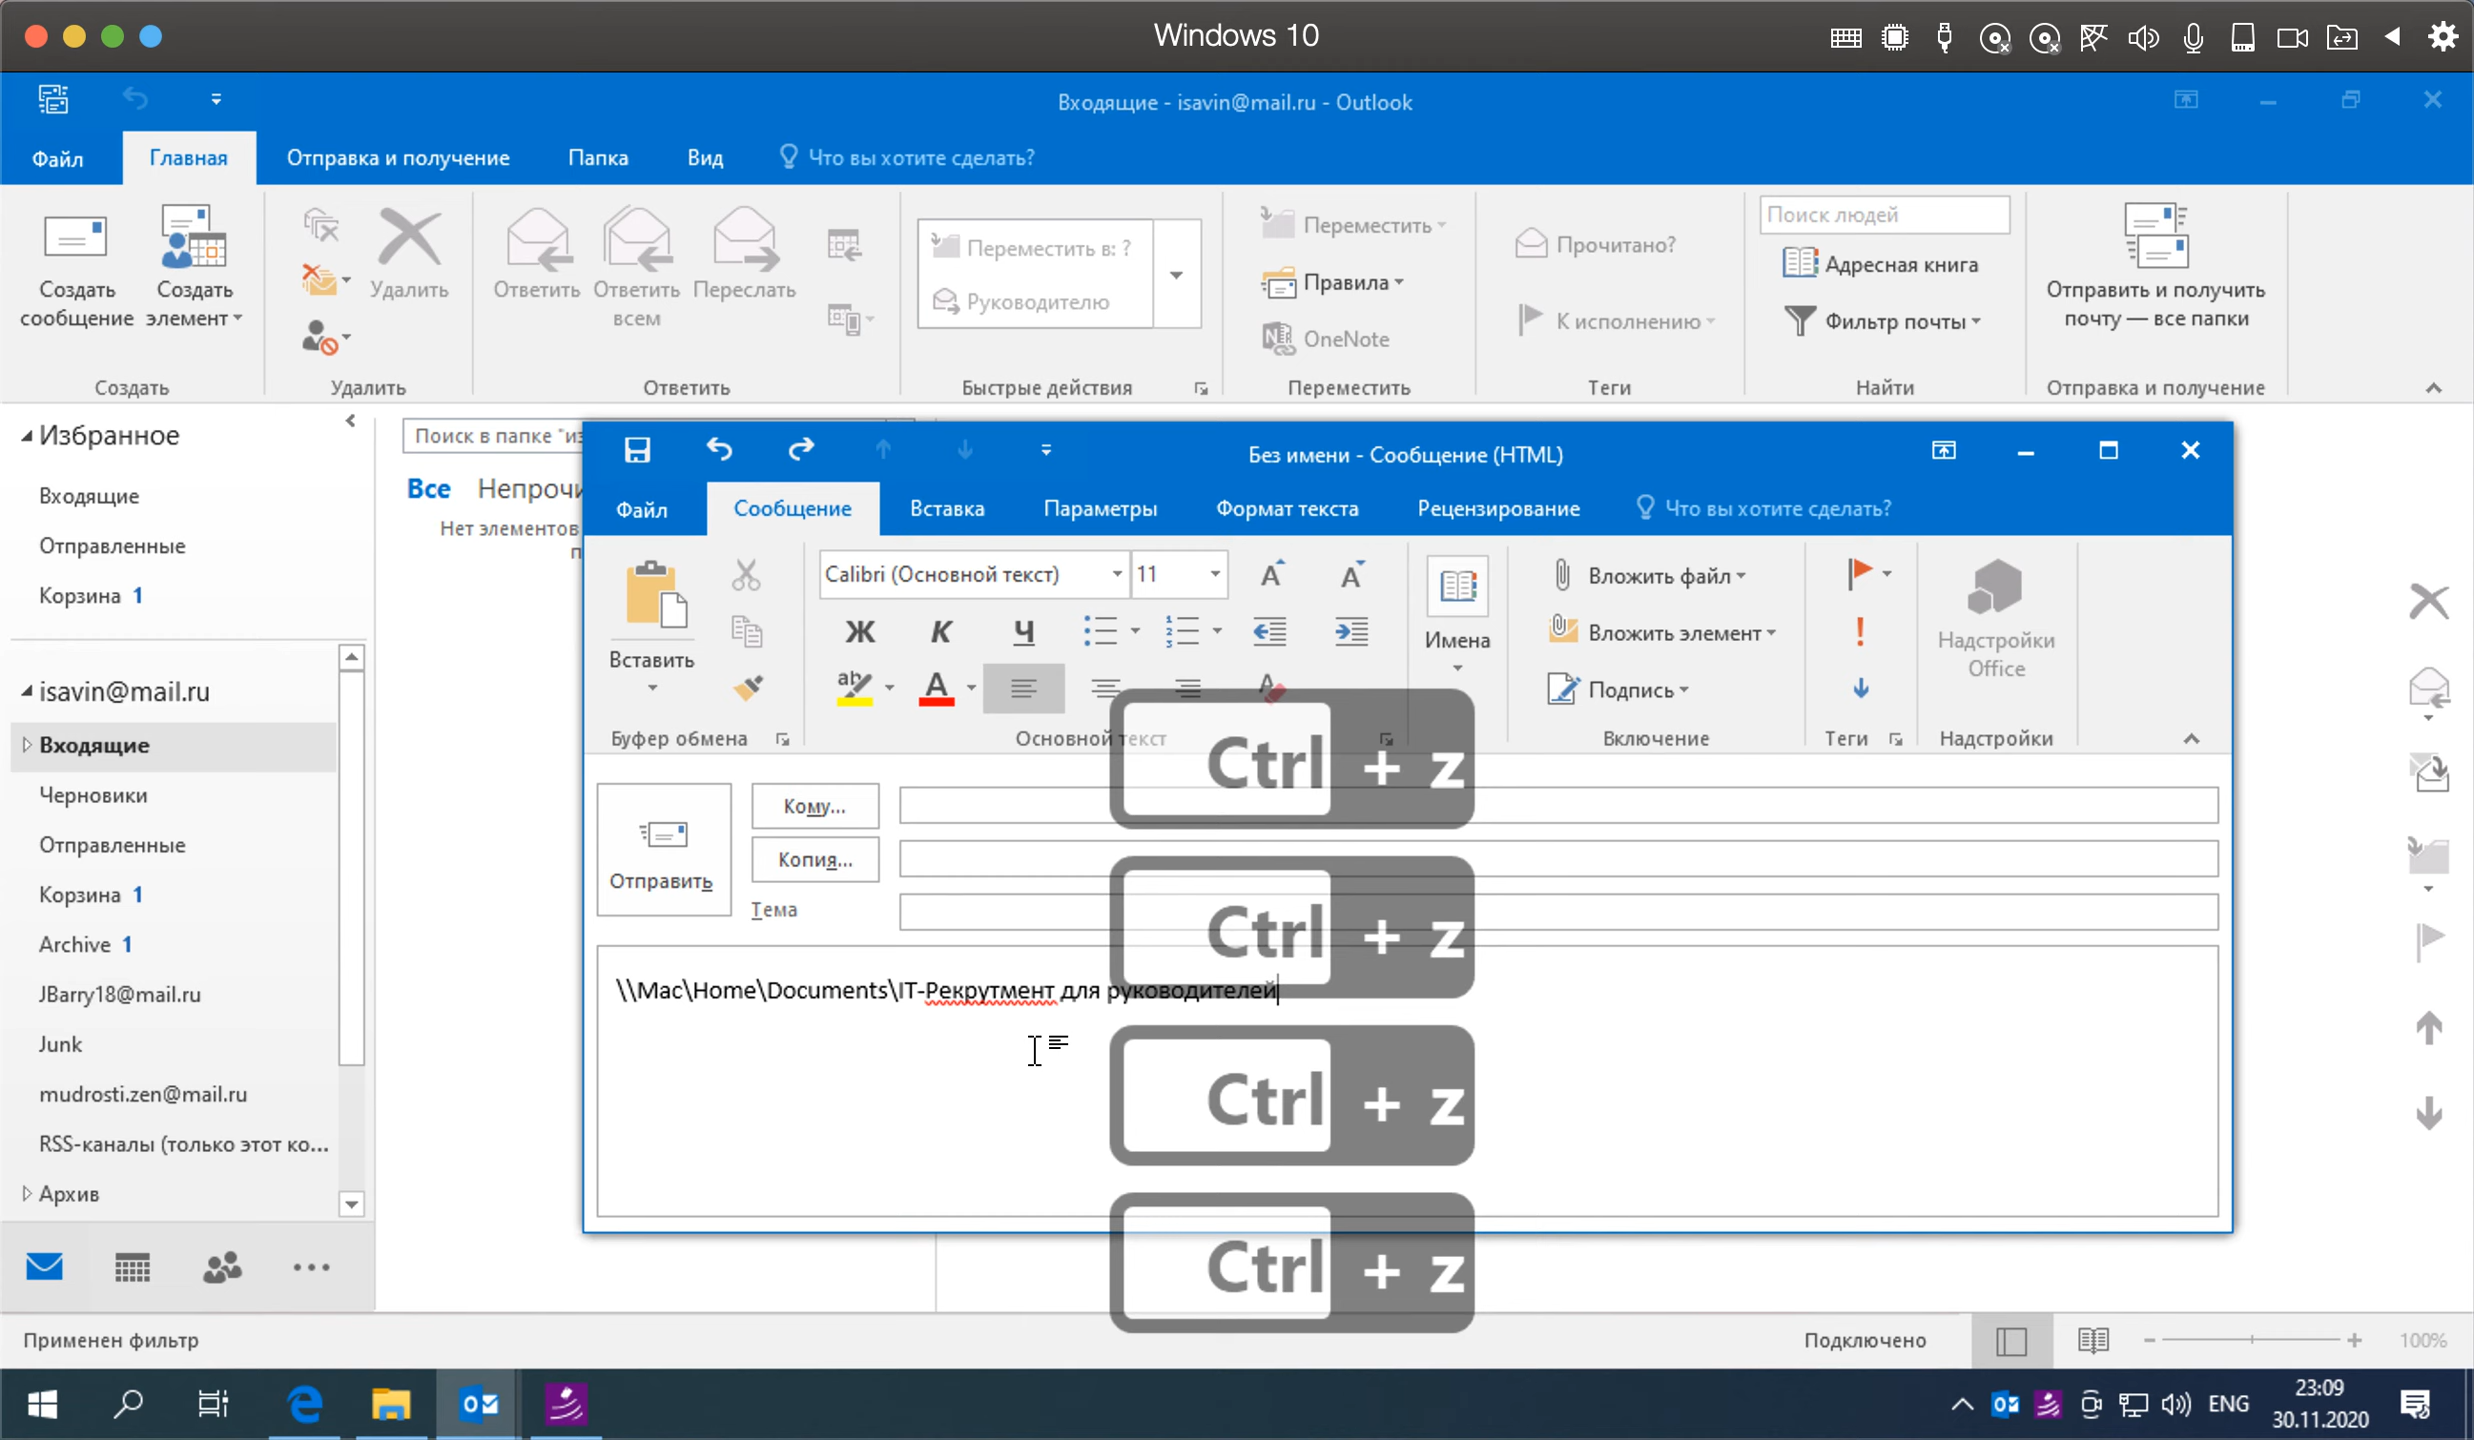 Windows 10
Входящие - isavin@mail.ru - Outlook
Файл
Главная
Отправка и получение
Папка
Вид
Что вы хотите сделать?
Создать сообщение
Создать элемент
Удалить
Ответить
Ответить всем
Переслать
Переместить в: ?
Руководителю
Переместить
Правила
OneNote
Прочитано?
К исполнению
Поиск людей
Адресная книга
Фильтр почты
Отправить и получить
почту — все папки
Создать
Удалить
Ответить
Быстрые действия
Переместить
Теги
Найти
Отправка и получение
Избранное
Входящие
Отправленные
Корзина 1
isavin@mail.ru
Входящие
Черновики
Отправленные
Корзина 1
Archive 1
JBarry18@mail.ru
Junk
mudrosti.zen@mail.ru
RSS-каналы (только этот ко...
Архив
Поиск в папке "из
Все Непрочи
Нет элементов
п
Без имени - Сообщение (HTML)
Файл
Сообщение
Вставка
Параметры
Формат текста
Рецензирование
Что вы хотите сделать?
Вставить
Calibri (Основной текст)
11
Ж К Ч
Имена
Вложить файл
Вложить элемент
Подпись
Надстройки
Office
Буфер обмена
Основной текст
Включение
Теги
Надстройки
Отправить
Кому...
Копия...
Тема
\\Mac\Home\Documents\IT-Рекрутмент для руководителей
Ctrl + z
Ctrl + z
Ctrl + z
Ctrl + z
Применен фильтр
Подключено
100%
ENG
23:09
30.11.2020